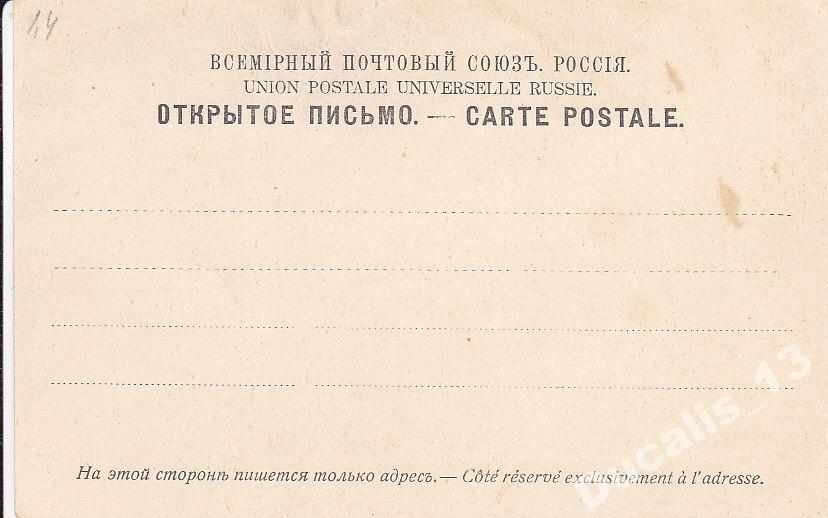 14
ВСЕМІРНЫЙ ПОЧТОВЫЙ СОЮЗЪ. РОССІЯ.
UNION POSTALE UNIVERSELLE RUSSIE.
ОТКРЫТОЕ ПИСЬМО. — CARTE POSTALE.
На этой сторонѣ пишется только адресъ. — Côté réservé exclusivement à l'adresse.
Ducalis_13